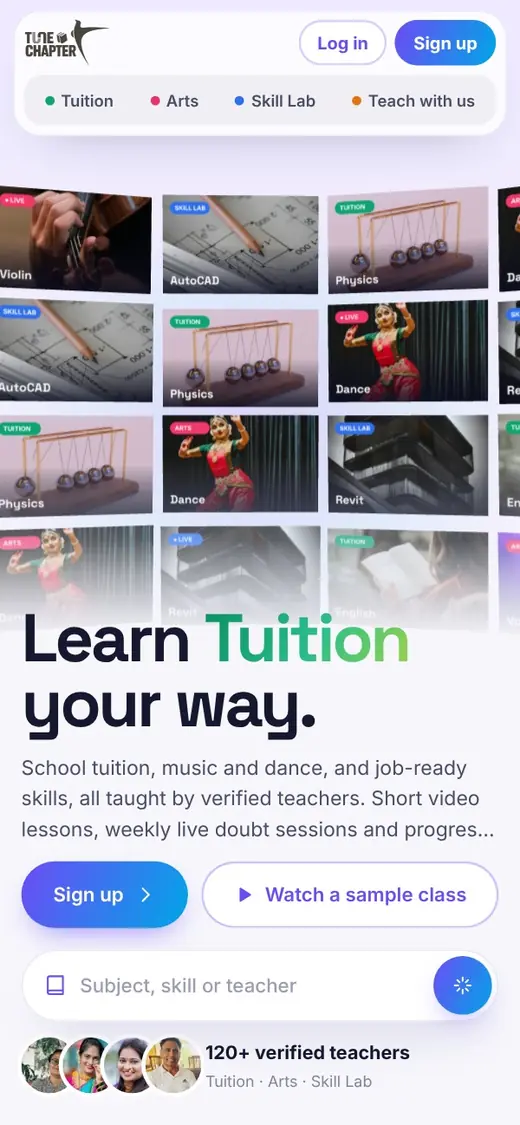 TUNE
CHAPTER
Log in
Sign up
Tuition
Arts
Skill Lab
Teach with us
LIVE
Violin
SKILL LAB
AutoCAD
TUITION
Physics
SKILL LAB
AutoCAD
TUITION
Physics
LIVE
Dance
TUITION
Physics
ARTS
Dance
SKILL LAB
Revit
ARTS
LIVE
Revit
TUITION
English
Learn Tuition
your way.
School tuition, music and dance, and job-ready
skills, all taught by verified teachers. Short video
lessons, weekly live doubt sessions and progres...
Sign up
Watch a sample class
Subject, skill or teacher
120+ verified teachers
Tuition · Arts · Skill Lab